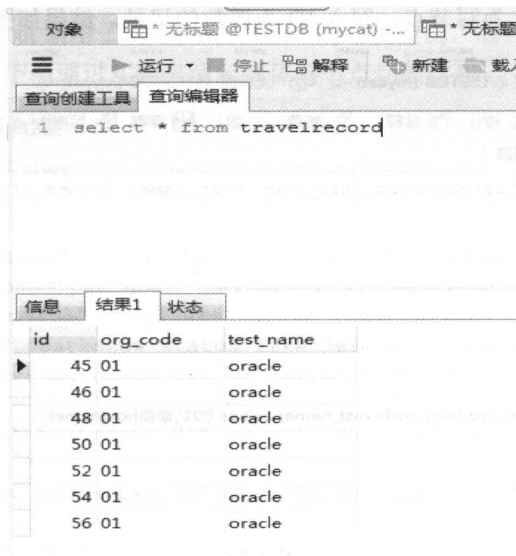 对象 * 无标题 @TESTDB (mycat) -... * 无标题
运行 停止 解释 新建 载入
查询创建工具 查询编辑器
1 select * from travelrecord
信息 结果1 状态
id org_code test_name
45 01 oracle
46 01 oracle
48 01 oracle
50 01 oracle
52 01 oracle
54 01 oracle
56 01 oracle